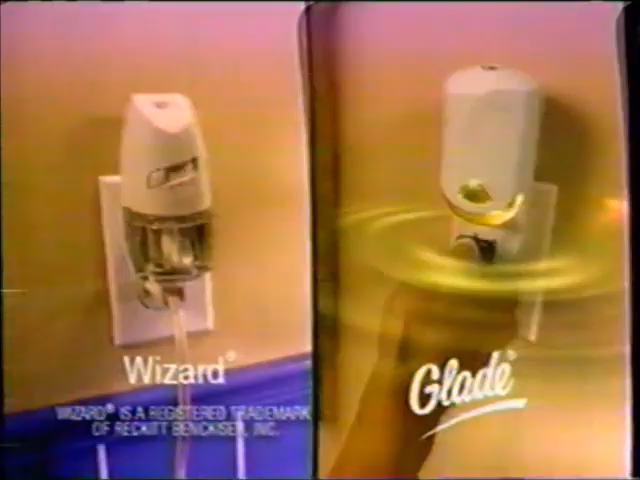 Wizard®
WIZARD® IS A REGISTERED TRADEMARK
OF RECKITT BENCKISER, INC.
Glade®